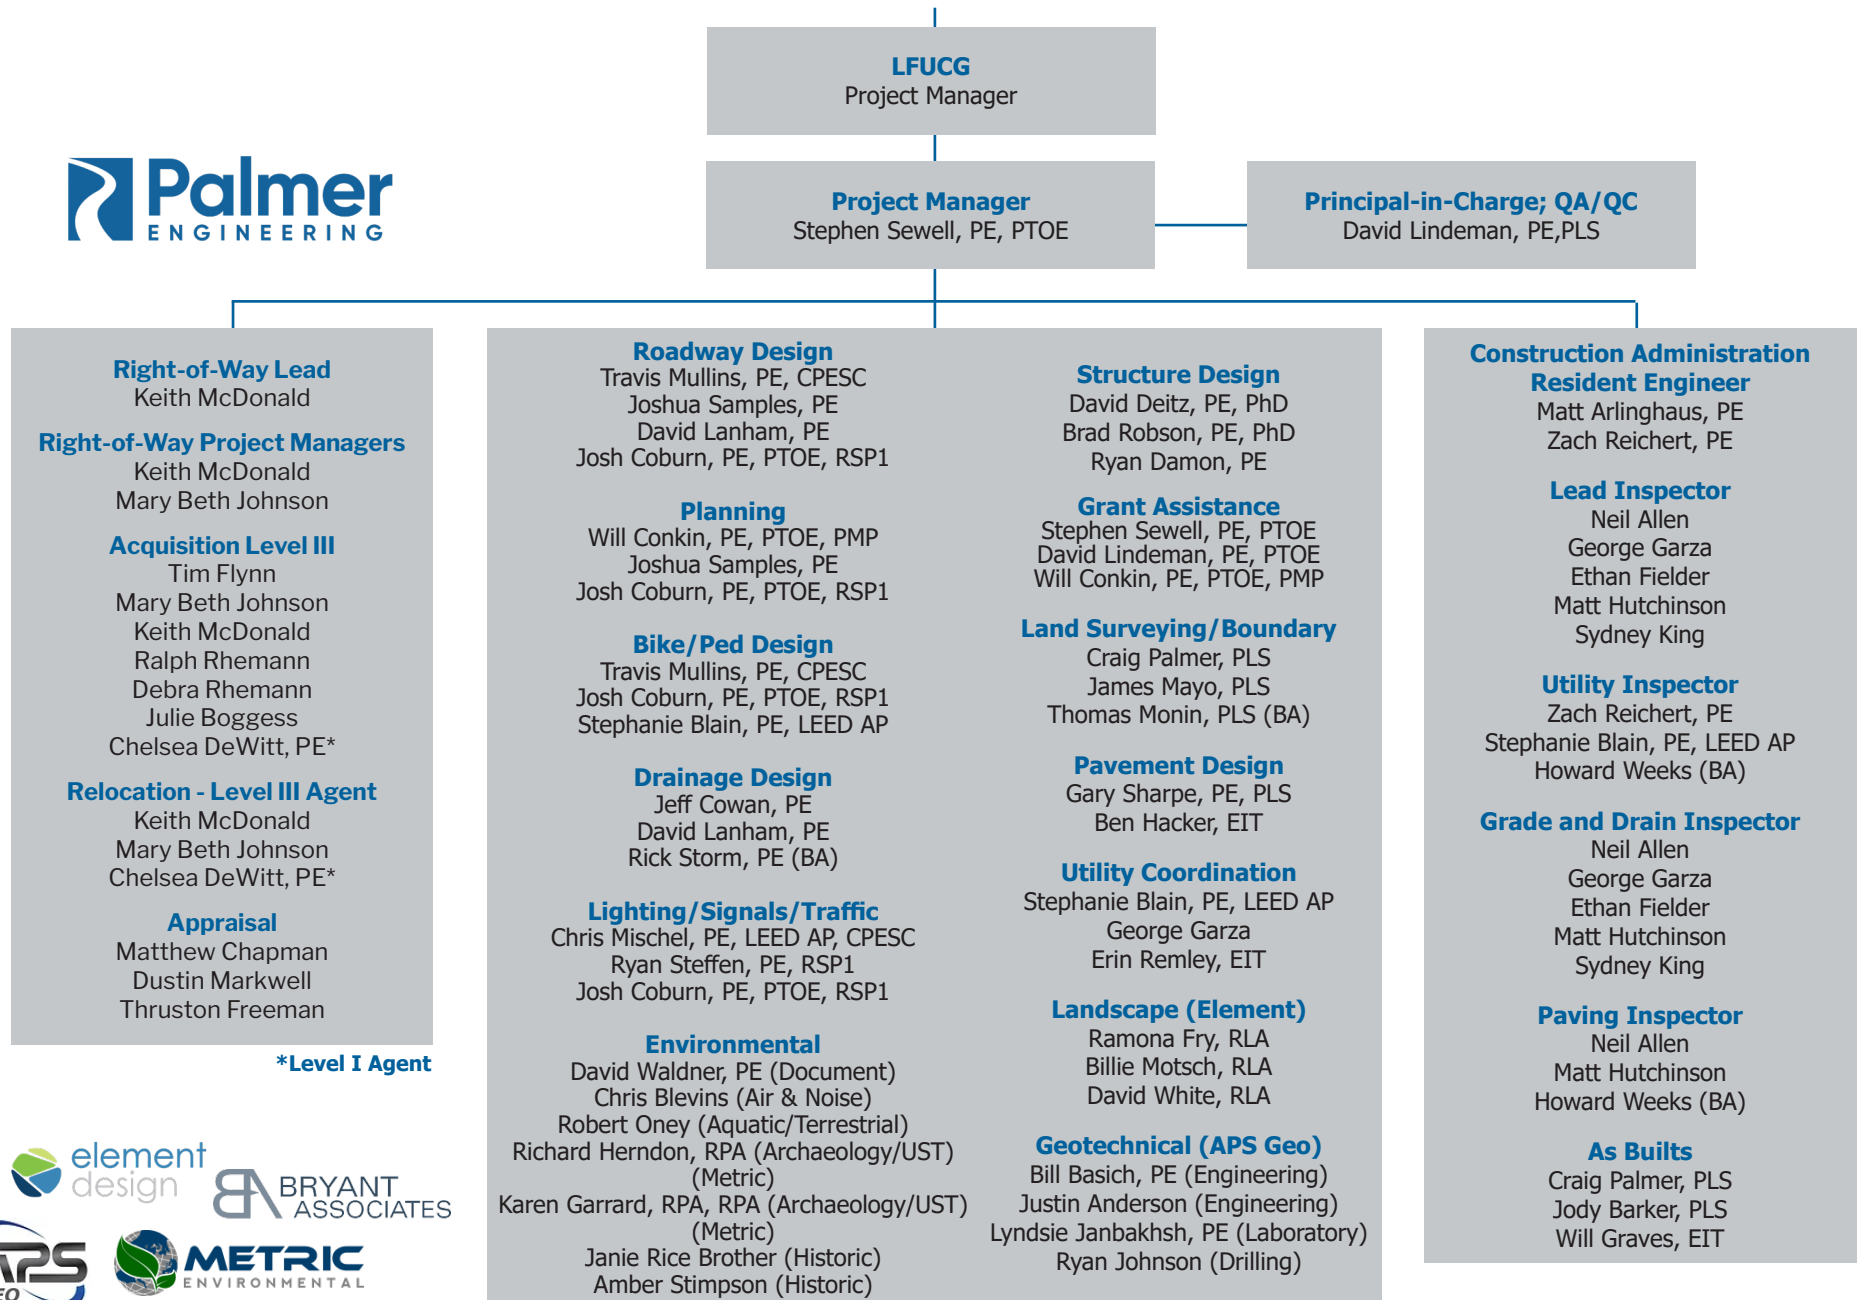 LFUCG
Project Manager
Palmer
ENGINEERING
Project Manager
Stephen Sewell, PE, PTOE
Principal-in-Charge; QA/QC
David Lindeman, PE,PLS
Right-of-Way Lead
Keith McDonald
Right-of-Way Project Managers
Keith McDonald
Mary Beth Johnson
Acquisition Level III
Tim Flynn
Mary Beth Johnson
Keith McDonald
Ralph Rhemann
Debra Rhemann
Julie Boggess
Chelsea DeWitt, PE*
Relocation - Level III Agent
Keith McDonald
Mary Beth Johnson
Chelsea DeWitt, PE*
Appraisal
Matthew Chapman
Dustin Markwell
Thruston Freeman
*Level I Agent
Roadway Design
Travis Mullins, PE, CPESC
Joshua Samples, PE
David Lanham, PE
Josh Coburn, PE, PTOE, RSP1
Planning
Will Conkin, PE, PTOE, PMP
Joshua Samples, PE
Josh Coburn, PE, PTOE, RSP1
Bike/Ped Design
Travis Mullins, PE, CPESC
Josh Coburn, PE, PTOE, RSP1
Stephanie Blain, PE, LEED AP
Drainage Design
Jeff Cowan, PE
David Lanham, PE
Rick Storm, PE (BA)
Lighting/Signals/Traffic
Chris Mischel, PE, LEED AP, CPESC
Ryan Steffen, PE, RSP1
Josh Coburn, PE, PTOE, RSP1
Environmental
David Waldner, PE (Document)
Chris Blevins (Air & Noise)
Robert Oney (Aquatic/Terrestrial)
Richard Herndon, RPA (Archaeology/UST)
(Metric)
Karen Garrard, RPA, RPA (Archaeology/UST)
(Metric)
Janie Rice Brother (Historic)
Amber Stimpson (Historic)
Structure Design
David Deitz, PE, PhD
Brad Robson, PE, PhD
Ryan Damon, PE
Grant Assistance
Stephen Sewell, PE, PTOE
David Lindeman, PE, PTOE
Will Conkin, PE, PTOE, PMP
Land Surveying/Boundary
Craig Palmer, PLS
James Mayo, PLS
Thomas Monin, PLS (BA)
Pavement Design
Gary Sharpe, PE, PLS
Ben Hacker, EIT
Utility Coordination
Stephanie Blain, PE, LEED AP
George Garza
Erin Remley, EIT
Landscape (Element)
Ramona Fry, RLA
Billie Motsch, RLA
David White, RLA
Geotechnical (APS Geo)
Bill Basich, PE (Engineering)
Justin Anderson (Engineering)
Lyndsie Janbakhsh, PE (Laboratory)
Ryan Johnson (Drilling)
Construction Administration
Resident Engineer
Matt Arlinghaus, PE
Zach Reichert, PE
Lead Inspector
Neil Allen
George Garza
Ethan Fielder
Matt Hutchinson
Sydney King
Utility Inspector
Zach Reichert, PE
Stephanie Blain, PE, LEED AP
Howard Weeks (BA)
Grade and Drain Inspector
Neil Allen
George Garza
Ethan Fielder
Matt Hutchinson
Sydney King
Paving Inspector
Neil Allen
Matt Hutchinson
Howard Weeks (BA)
As Builts
Craig Palmer, PLS
Jody Barker, PLS
Will Graves, EIT
element
design
BA BRYANT
ASSOCIATES
APS
METRIC
ENVIRONMENTAL